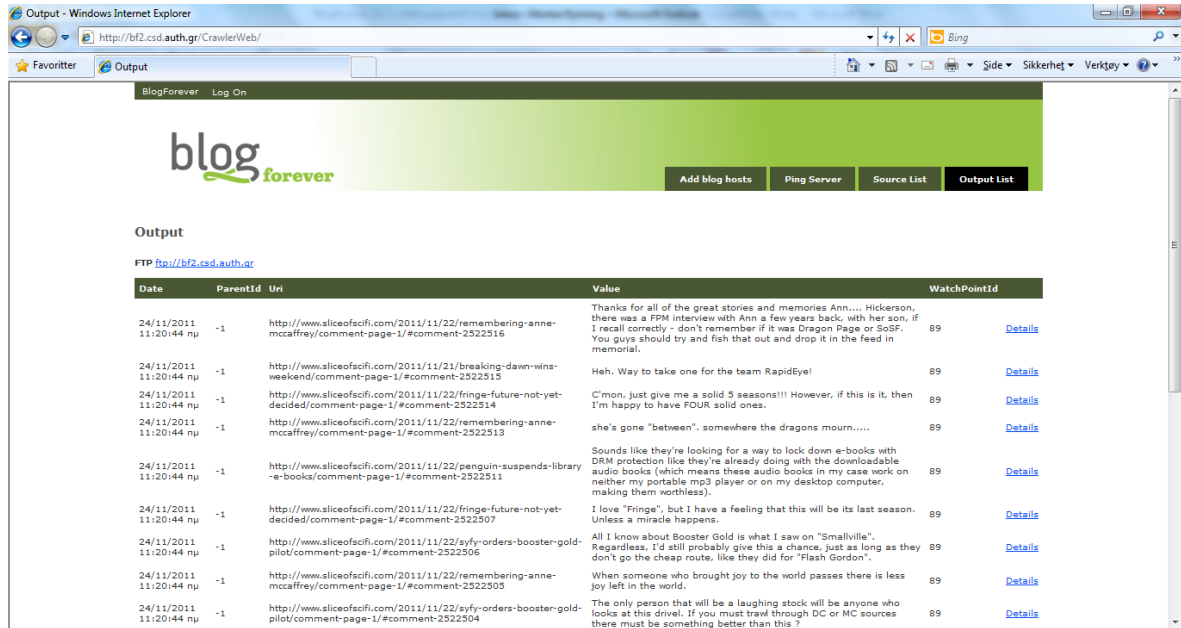 Output - Windows Internet Explorer
http://bf2.csd.auth.gr/CrawlerWeb/
Bing
Favoritter
Output
Side
Sikkerhet
Verktøy
BlogForever Log On
blog forever
Add blog hosts
Ping Server
Source List
Output List
Output
FTP ftp://bf2.csd.auth.gr
Date ParentId Uri Value WatchPointId
Thanks for all of the great stories and memories Ann.... Hickerson,
there was a FPM interview with Ann a few years back, with her son, if
24/11/2011 -1 http://www.sliceofscifi.com/2011/11/22/remembering-anne- I recall correctly - don't remember if it was Dragon Page or SoSF. 89 Details
11:20:44 πμ mccaffrey/comment-page-1/#comment-2522516 You guys should try and fish that out and drop it in the feed in
memorial.
24/11/2011 -1 http://www.sliceofscifi.com/2011/11/21/breaking-dawn-wins- Heh. Way to take one for the team RapidEye! 89 Details
11:20:44 πμ weekend/comment-page-1/#comment-2522515
24/11/2011 -1 http://www.sliceofscifi.com/2011/11/22/fringe-future-not-yet- C'mon, just give me a solid 5 seasons!!! However, if this is it, then 89 Details
11:20:44 πμ decided/comment-page-1/#comment-2522514 I'm happy to have FOUR solid ones.
24/11/2011 -1 http://www.sliceofscifi.com/2011/11/22/remembering-anne- she's gone "between". somewhere the dragons mourn..... 89 Details
11:20:44 πμ mccaffrey/comment-page-1/#comment-2522513
Sounds like they're looking for a way to lock down e-books with
DRM protection like they're already doing with the downloadable
24/11/2011 -1 http://www.sliceofscifi.com/2011/11/22/penguin-suspends-library audio books (which means these audio books in my case work on 89 Details
11:20:44 πμ -e-books/comment-page-1/#comment-2522511 neither my portable mp3 player or on my desktop computer,
making them worthless).
24/11/2011 -1 http://www.sliceofscifi.com/2011/11/22/fringe-future-not-yet- I love "Fringe", but I have a feeling that this will be its last season. 89 Details
11:20:44 πμ decided/comment-page-1/#comment-2522507 Unless a miracle happens.
All I know about Booster Gold is what I saw on "Smallville".
24/11/2011 -1 http://www.sliceofscifi.com/2011/11/22/syfy-orders-booster-gold- Regardless, I'd still probably give this a chance, just as long as they 89 Details
11:20:44 πμ pilot/comment-page-1/#comment-2522506 don't go the cheap route, like they did for "Flash Gordon".
24/11/2011 -1 http://www.sliceofscifi.com/2011/11/22/remembering-anne- When someone who brought joy to the world passes there is less 89 Details
11:20:44 πμ mccaffrey/comment-page-1/#comment-2522505 joy left in the world.
The only person that will be a laughing stock will be anyone who
24/11/2011 -1 http://www.sliceofscifi.com/2011/11/22/syfy-orders-booster-gold- looks at this drivel. If you must trawl through DC or MC sources 89 Details
11:20:44 πμ pilot/comment-page-1/#comment-2522504 there must be something better than this ?